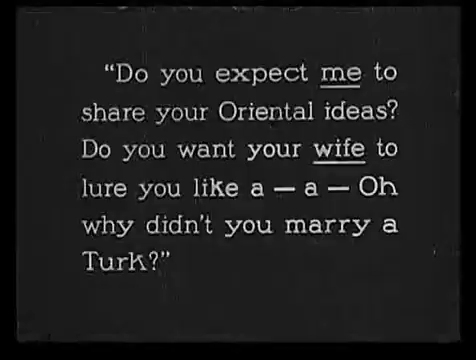 “Do you expect me to
share your Oriental ideas?
Do you want your wife to
lure you like a — a — Oh
why didn't you marry a
Turk?”